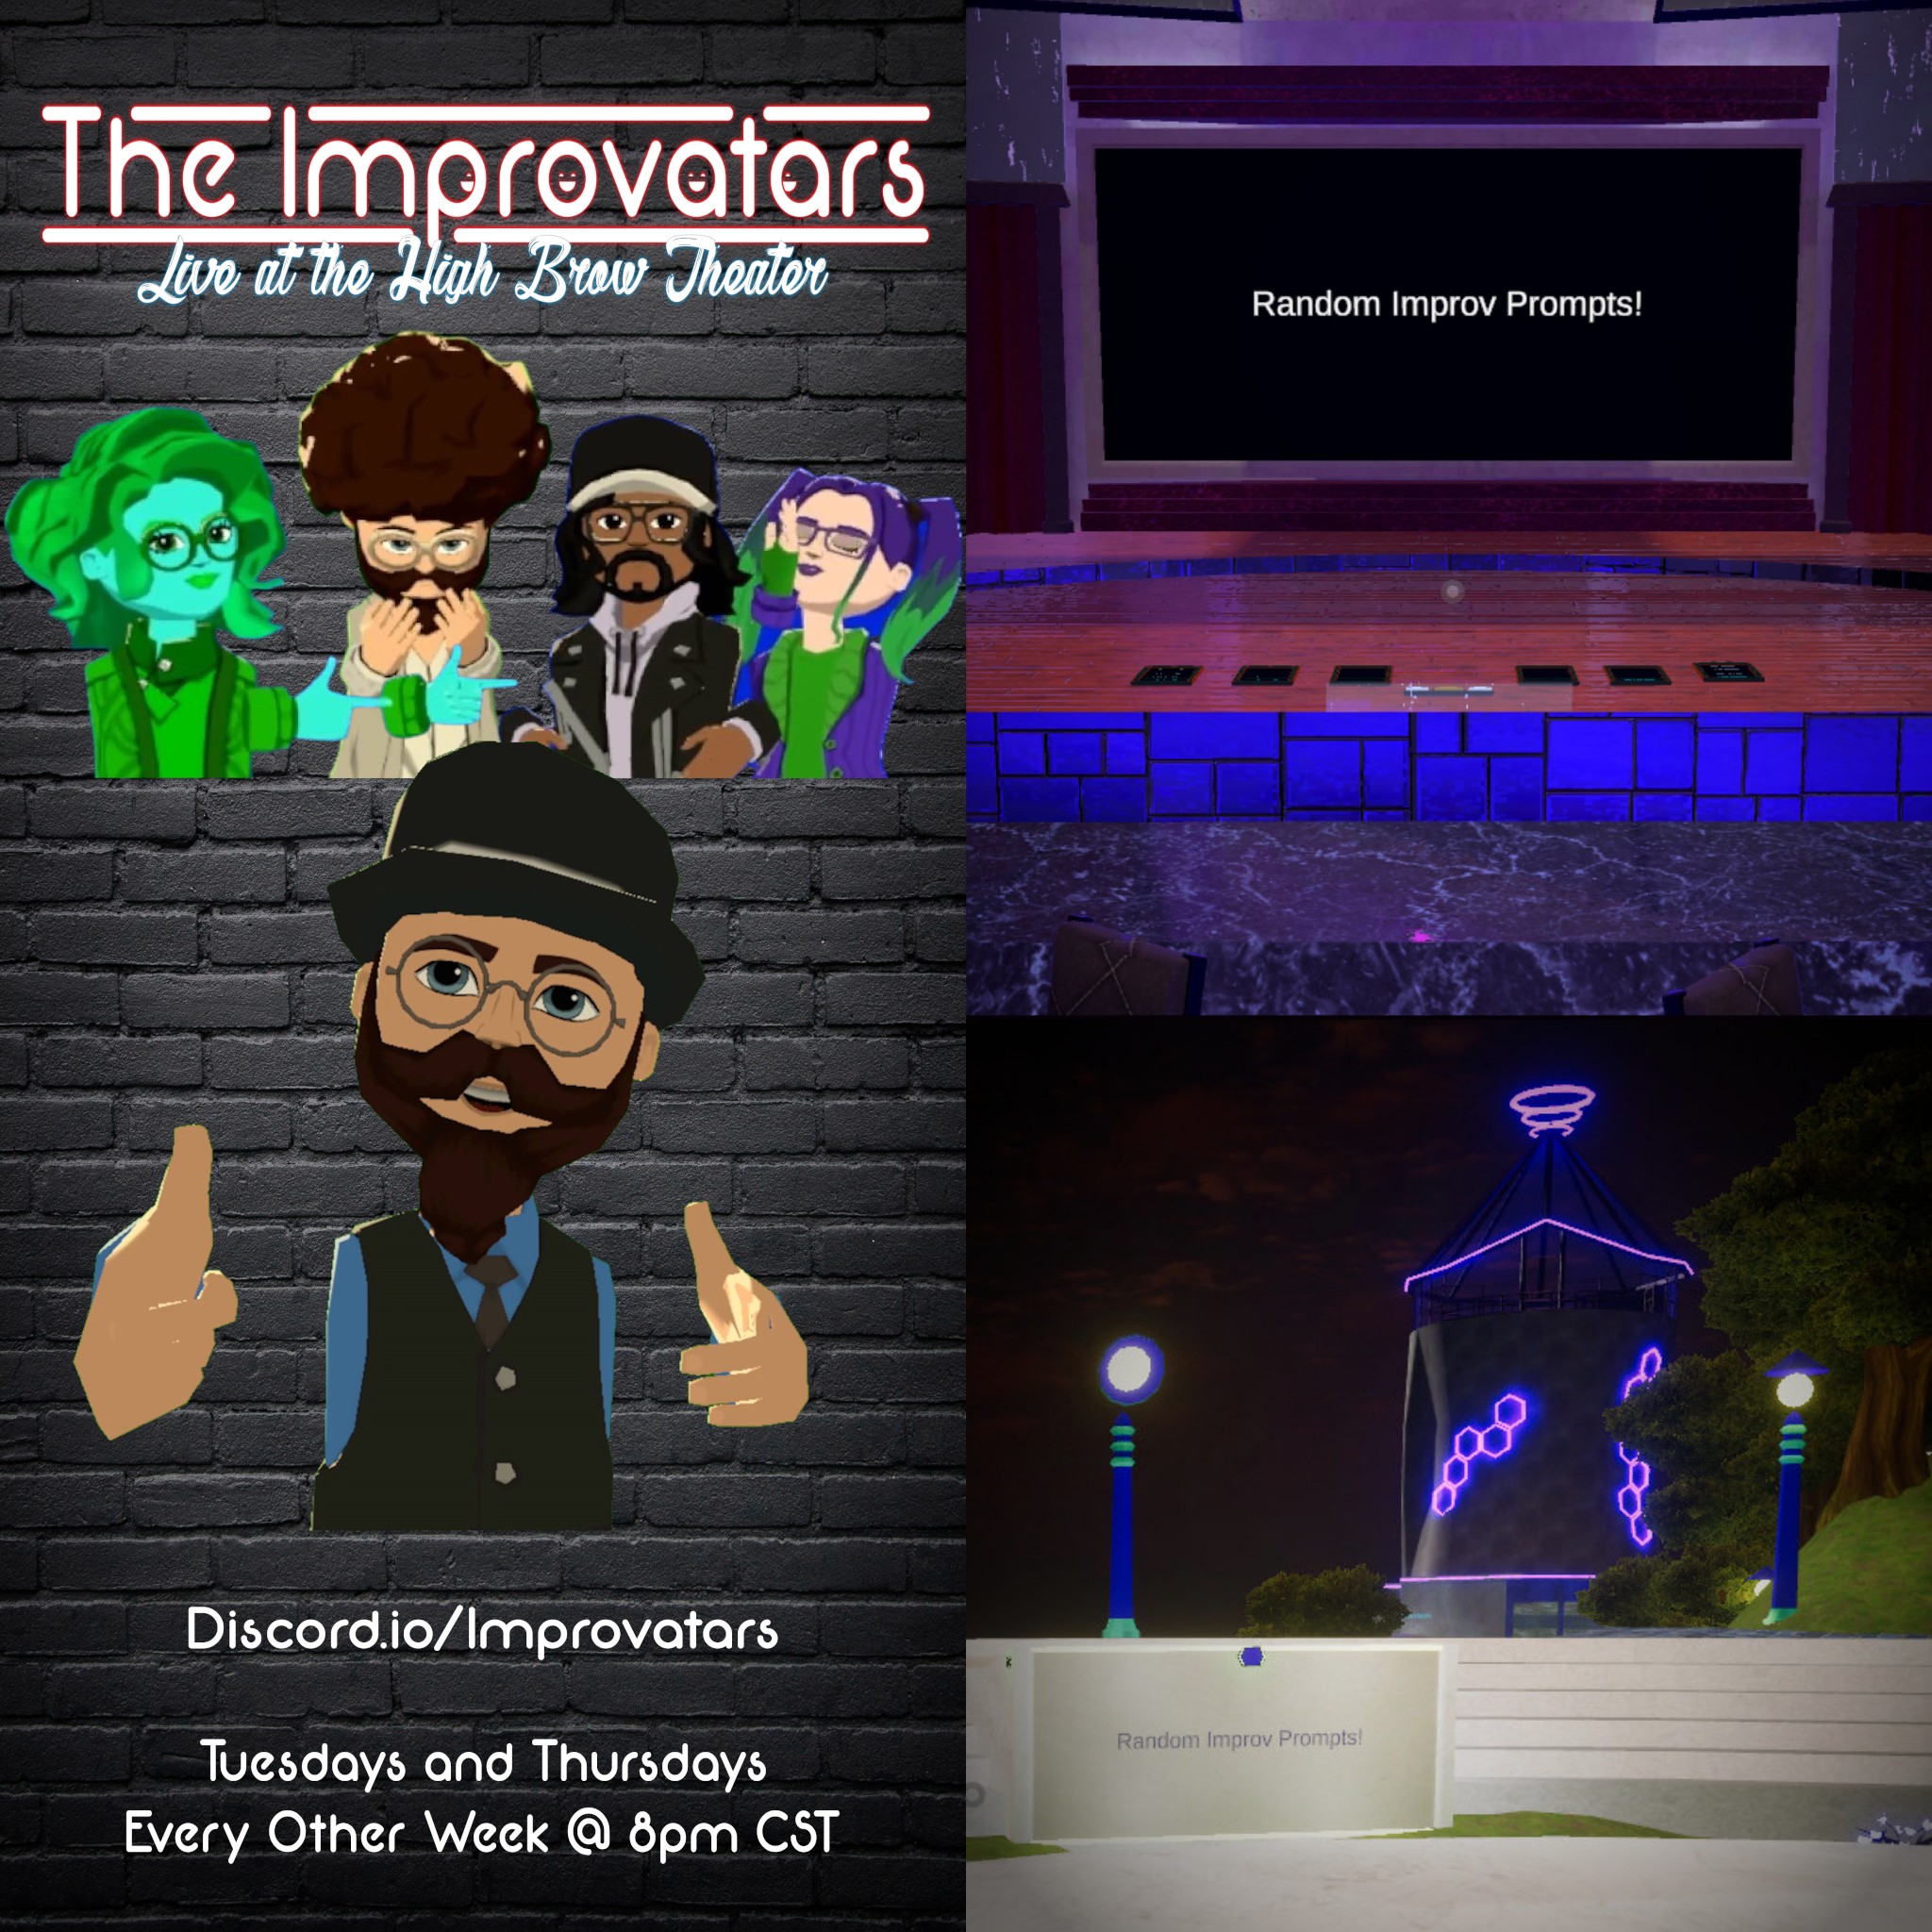 The Improvatars
Live at the High Brow Theater
Discord.io/Improvatars
Tuesdays and Thursdays
Every Other Week @ 8pm CST
Random Improv Prompts!
Random Improv Prompts!